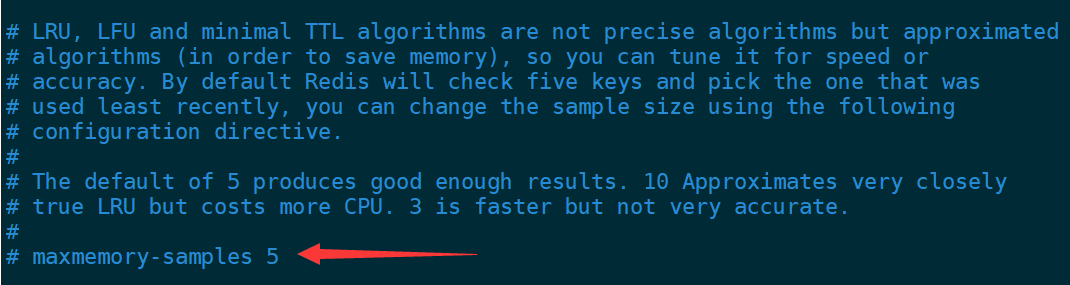 # LRU, LFU and minimal TTL algorithms are not precise algorithms but approximated
# algorithms (in order to save memory), so you can tune it for speed or
# accuracy. By default Redis will check five keys and pick the one that was
# used least recently, you can change the sample size using the following
# configuration directive.
#
# The default of 5 produces good enough results. 10 Approximates very closely
# true LRU but costs more CPU. 3 is faster but not very accurate.
#
# maxmemory-samples 5